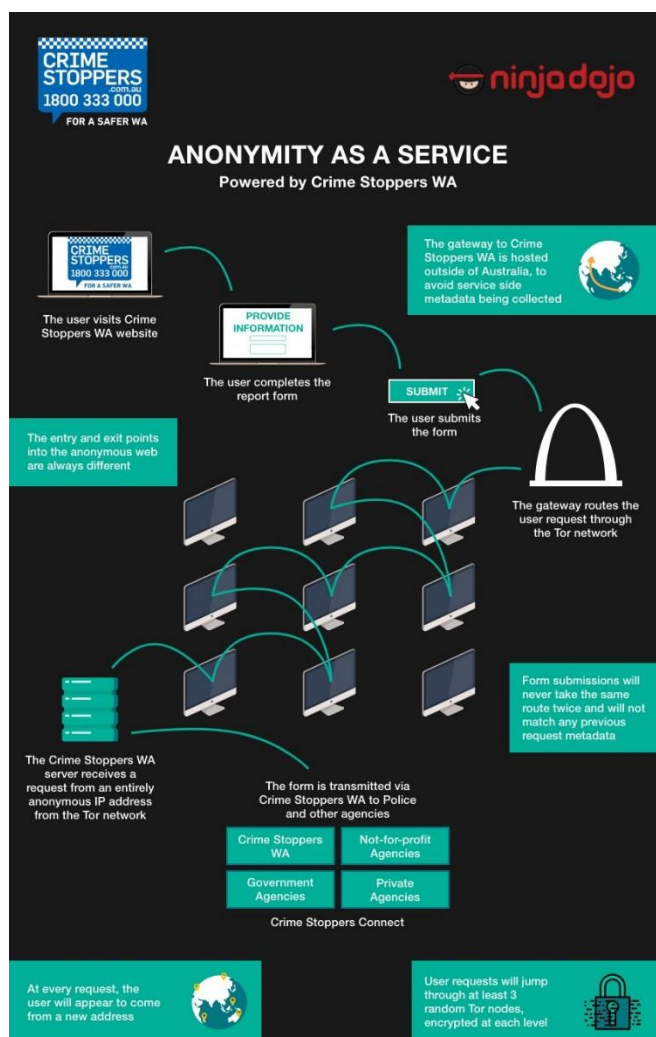 CRIME
STOPPERS
.com.au
1800 333 000
FOR A SAFER WA
ninjadojo
ANONYMITY AS A SERVICE
Powered by Crime Stoppers WA
CRIME
STOPPERS
.com.au
1800 333 000
FOR A SAFER WA
The user visits Crime
Stoppers WA website
PROVIDE
INFORMATION
The user completes the
report form
The gateway to Crime
Stoppers WA is hosted
outside of Australia, to
avoid service side
metadata being collected
SUBMIT
The user submits
the form
The gateway routes the
user request through
the Tor network
The entry and exit points
into the anonymous web
are always different
Form submissions will
never take the same
route twice and will not
match any previous
request metadata
The Crime Stoppers WA
server receives a
request from an entirely
anonymous IP address
from the Tor network
The form is transmitted via
Crime Stoppers WA to Police
and other agencies
Crime Stoppers
WA
Not-for-profit
Agencies
Government
Agencies
Private
Agencies
Crime Stoppers Connect
At every request, the
user will appear to come
from a new address
User requests will jump
through at least 3
random Tor nodes,
encrypted at each level